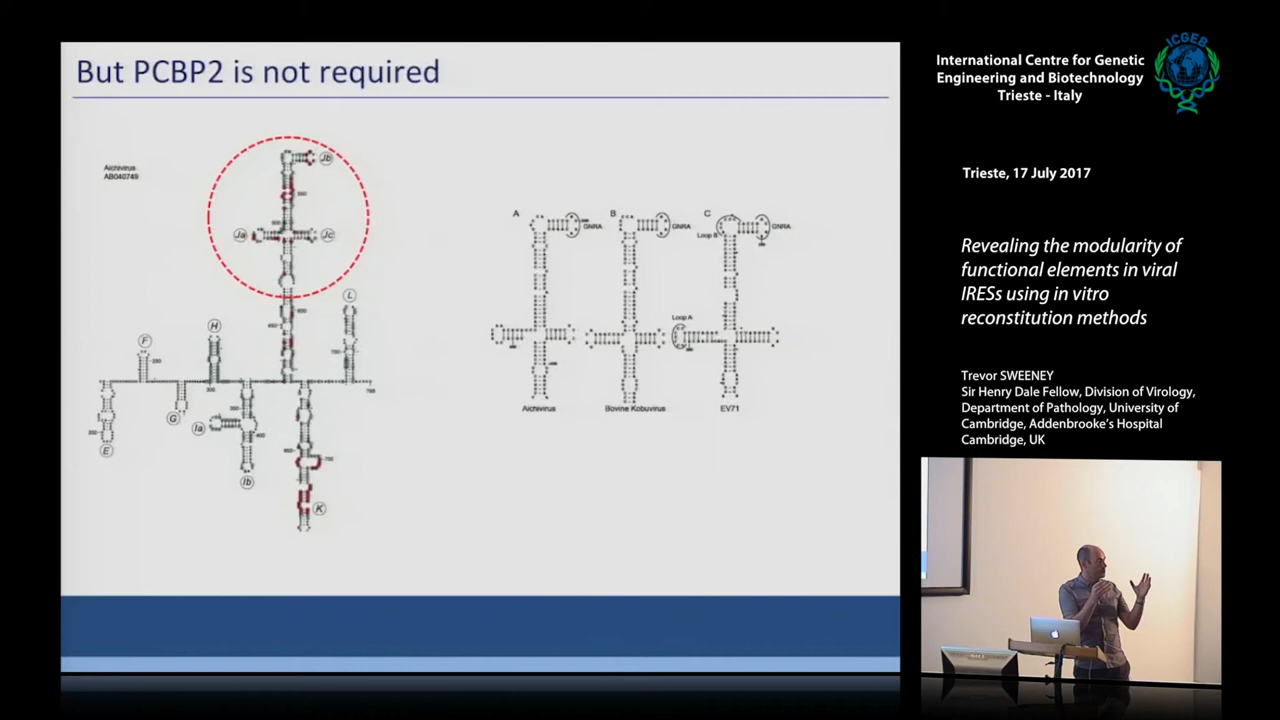 But PCBP2 is not required
Aichivirus
AB040749
Jb
Ja
Jc
L
H
F
G
Ia
E
Ib
K
A
GNRA
B
GNRA
C
Loop B
GNRA
Loop A
Aichivirus
Bovine Kobuvirus
EV71
ICGEB
International Centre for Genetic
Engineering and Biotechnology
Trieste - Italy
Trieste, 17 July 2017
Revealing the modularity of
functional elements in viral
IRESs using in vitro
reconstitution methods
Trevor SWEENEY
Sir Henry Dale Fellow, Division of Virology,
Department of Pathology, University of
Cambridge, Addenbrooke's Hospital
Cambridge, UK